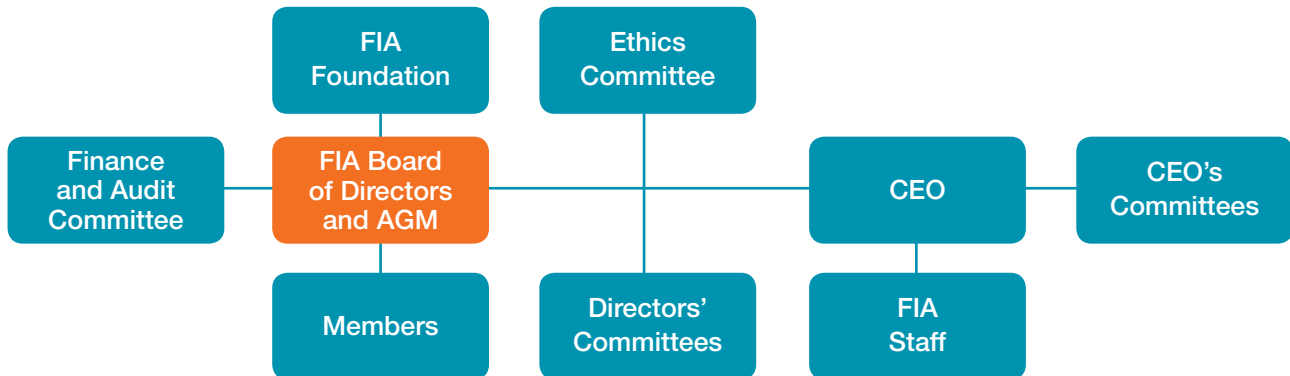 FIA
Foundation
Ethics
Committee
Finance
and Audit
Committee
FIA Board
of Directors
and AGM
CEO
CEO’s
Committees
Members
Directors’
Committees
FIA
Staff